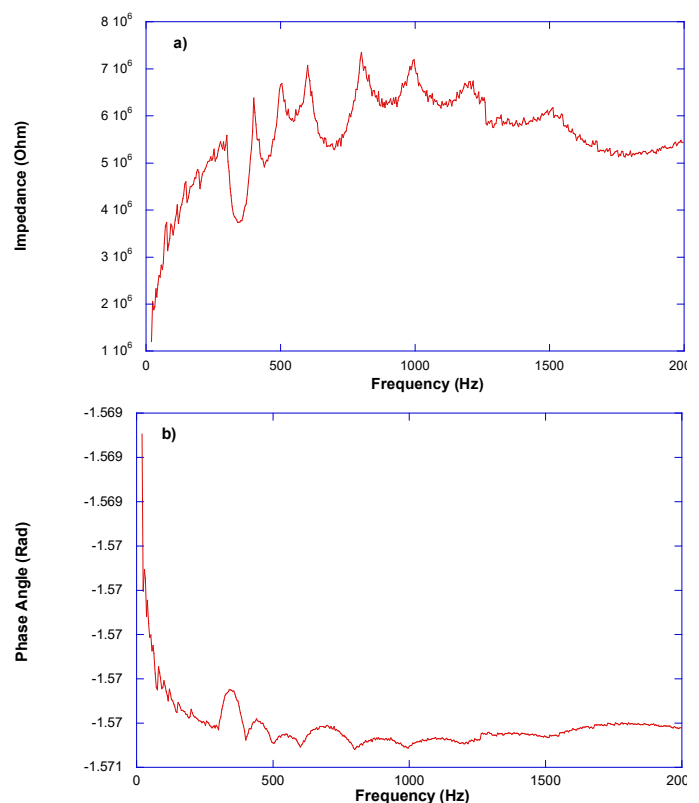 a)
8 10⁶
7 10⁶
6 10⁶
5 10⁶
4 10⁶
3 10⁶
2 10⁶
1 10⁶
Impedance (Ohm)
0 500 1000 1500 200
Frequency (Hz)
b)
-1.569
-1.569
-1.569
-1.57
-1.57
-1.57
-1.57
-1.57
-1.571
Phase Angle (Rad)
0 500 1000 1500 200
Frequency (Hz)